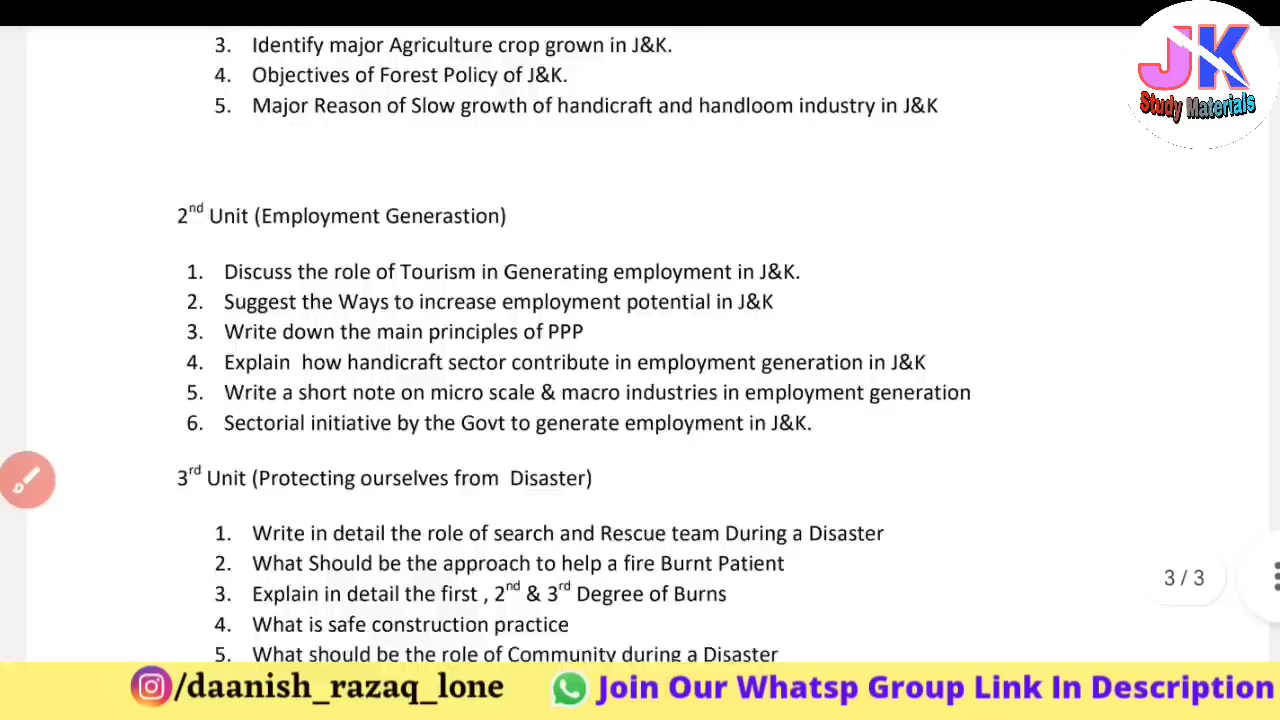 3. Identify major Agriculture crop grown in J&K.
4. Objectives of Forest Policy of J&K.
5. Major Reason of Slow growth of handicraft and handloom industry in J&K
JK
Study Materials
2nd Unit (Employment Generastion)
1. Discuss the role of Tourism in Generating employment in J&K.
2. Suggest the Ways to increase employment potential in J&K
3. Write down the main principles of PPP
4. Explain how handicraft sector contribute in employment generation in J&K
5. Write a short note on micro scale & macro industries in employment generation
6. Sectorial initiative by the Govt to generate employment in J&K.
3rd Unit (Protecting ourselves from Disaster)
1. Write in detail the role of search and Rescue team During a Disaster
2. What Should be the approach to help a fire Burnt Patient
3. Explain in detail the first , 2nd & 3rd Degree of Burns
3 / 3
4. What is safe construction practice
5. What should be the role of Community during a Disaster
/daanish_razaq_lone Join Our Whatsp Group Link In Description